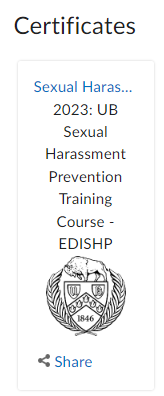 Certificates
Sexual Haras...
2023: UB
Sexual
Harassment
Prevention
Training
Course -
EDISHP
1846
Share